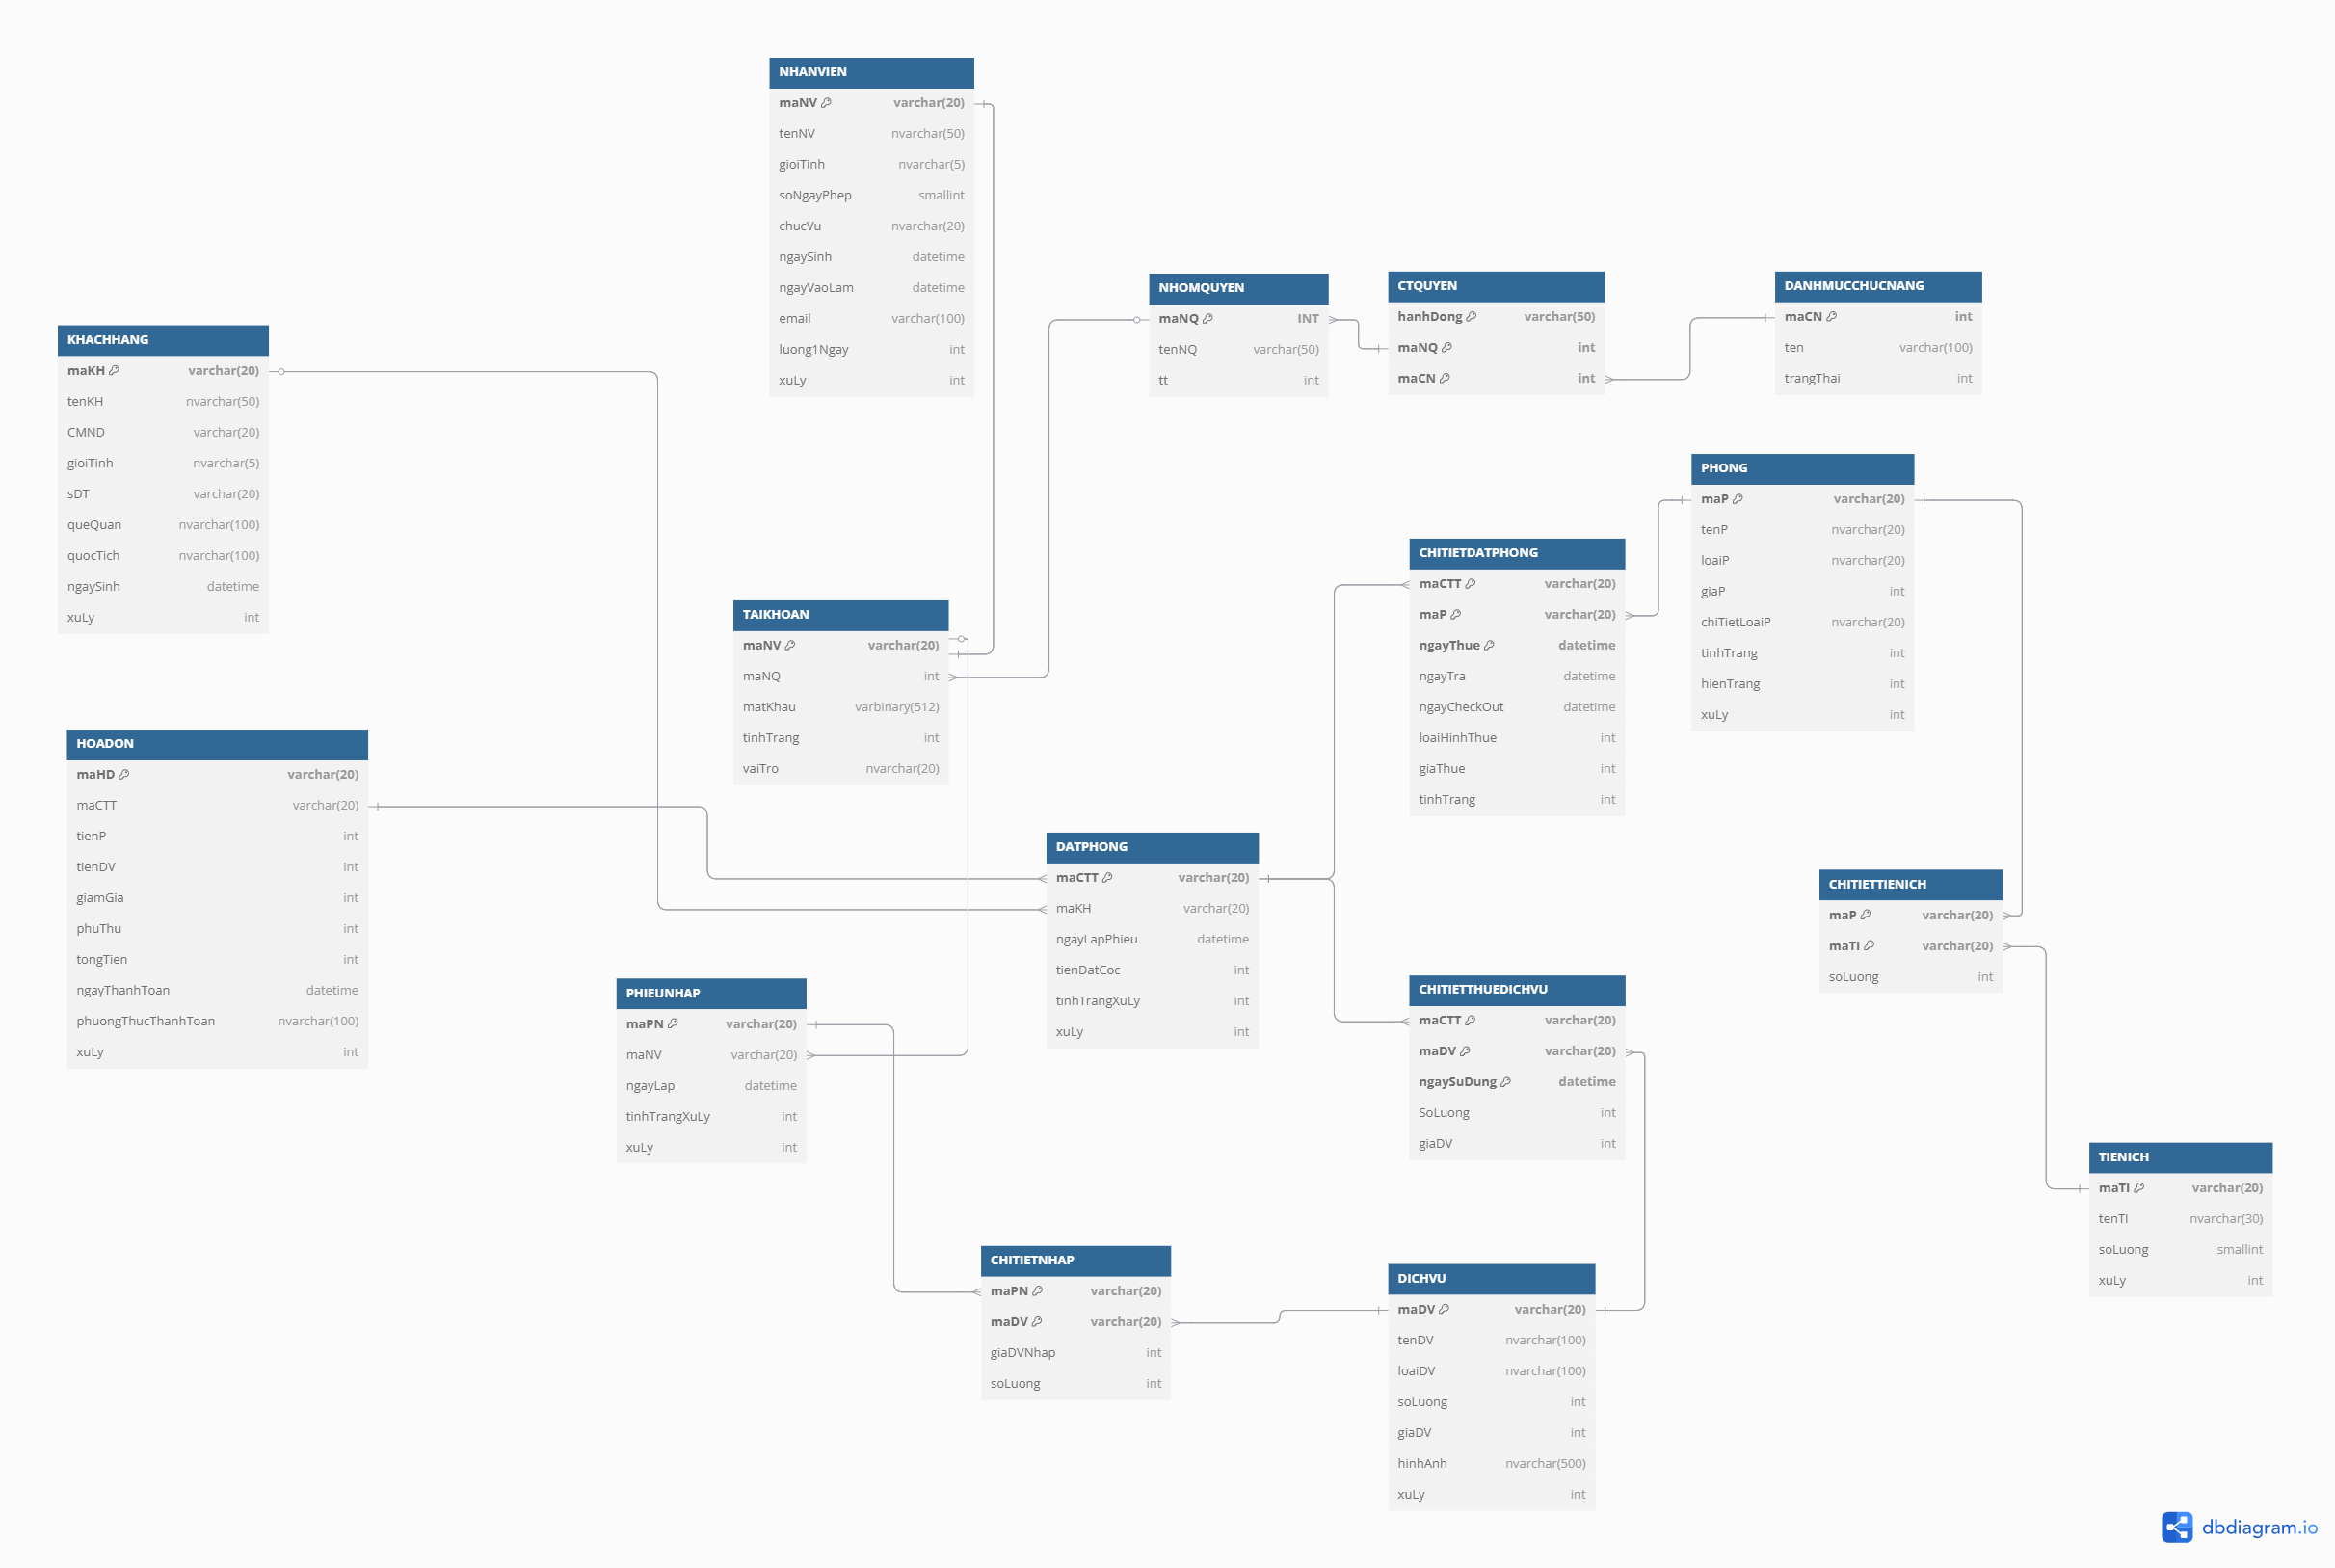 NHANVIEN
maNV varchar(20)
tenNV nvarchar(50)
gioiTinh nvarchar(5)
soNgayPhep smallint
chucVu nvarchar(20)
ngaySinh datetime
ngayVaoLam datetime
email varchar(100)
luong1Ngay int
xuLy int
NHOMQUYEN
maNQ INT
tenNQ varchar(50)
tt int
CTQUYEN
hanhDong varchar(50)
maNQ int
maCN int
DANHMUCCHUCNANG
maCN int
ten varchar(100)
trangThai int
KHACHHANG
maKH varchar(20)
tenKH nvarchar(50)
CMND varchar(20)
gioiTinh nvarchar(5)
sDT varchar(20)
queQuan nvarchar(100)
quocTich nvarchar(100)
ngaySinh datetime
xuLy int
PHONG
maP varchar(20)
tenP nvarchar(20)
loaiP nvarchar(20)
giaP int
chiTietLoaiP nvarchar(20)
tinhTrang int
hienTrang int
xuLy int
CHITIETDATPHONG
maCTT varchar(20)
maP varchar(20)
ngayThue datetime
ngayTra datetime
ngayCheckOut datetime
loaiHinhThue int
giaThue int
tinhTrang int
TAIKHOAN
maNV varchar(20)
maNQ int
matKhau varbinary(512)
tinhTrang int
vaiTro nvarchar(20)
HOADON
maHD varchar(20)
maCTT varchar(20)
tienP int
tienDV int
giamGia int
phuThu int
tongTien int
ngayThanhToan datetime
phuongThucThanhToan nvarchar(100)
xuLy int
DATPHONG
maCTT varchar(20)
maKH varchar(20)
ngayLapPhieu datetime
tienDatCoc int
tinhTrangXuLy int
xuLy int
CHITIETTIENICH
maP varchar(20)
maTI varchar(20)
soLuong int
PHIEUNHAP
maPN varchar(20)
maNV varchar(20)
ngayLap datetime
tinhTrangXuLy int
xuLy int
CHITIETTHUEDICHVU
maCTT varchar(20)
maDV varchar(20)
ngaySuDung datetime
SoLuong int
giaDV int
TIENICH
maTI varchar(20)
tenTI nvarchar(30)
soLuong smallint
xuLy int
CHITIETNHAP
maPN varchar(20)
maDV varchar(20)
giaDVNhap int
soLuong int
DICHVU
maDV varchar(20)
tenDV nvarchar(100)
loaiDV nvarchar(100)
soLuong int
giaDV int
hinhAnh nvarchar(500)
xuLy int
dbdiagram.io